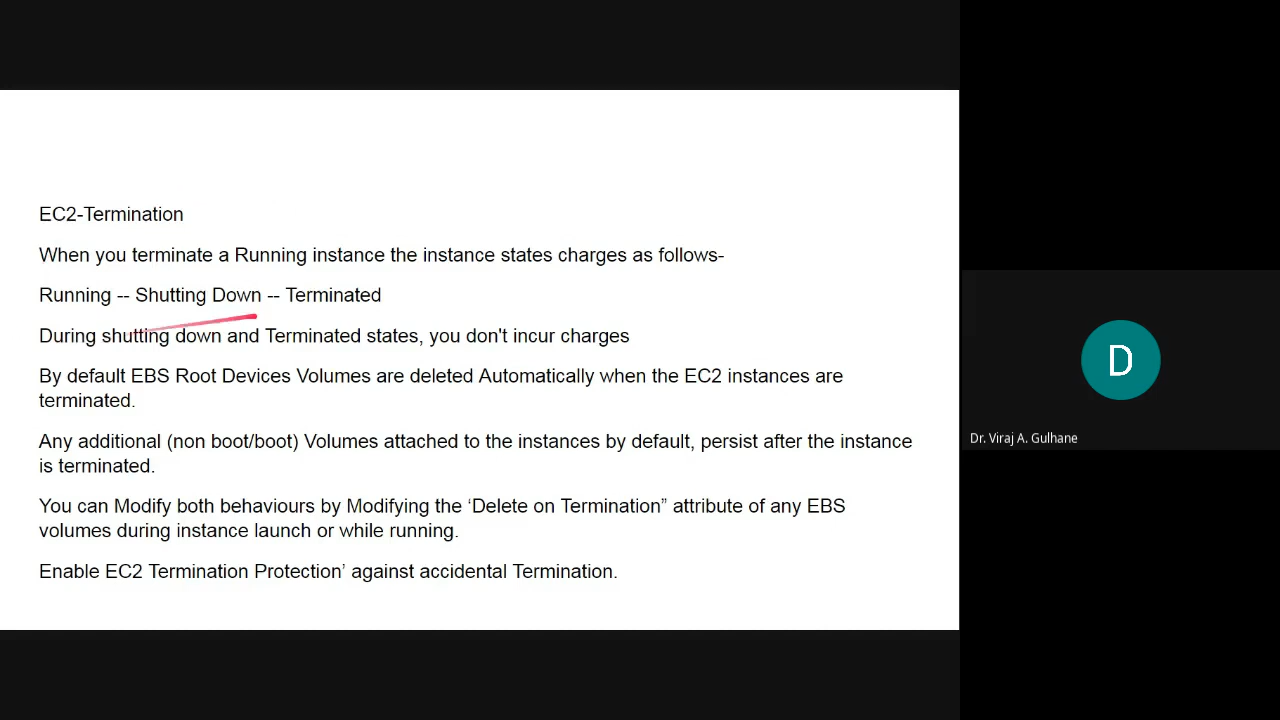 EC2-Termination
When you terminate a Running instance the instance states charges as follows-
Running -- Shutting Down -- Terminated
During shutting down and Terminated states, you don't incur charges
By default EBS Root Devices Volumes are deleted Automatically when the EC2 instances are
terminated.
Any additional (non boot/boot) Volumes attached to the instances by default, persist after the instance
is terminated.
You can Modify both behaviours by Modifying the ‘Delete on Termination” attribute of any EBS
volumes during instance launch or while running.
Enable EC2 Termination Protection’ against accidental Termination.
D
Dr. Viraj A. Gulhane